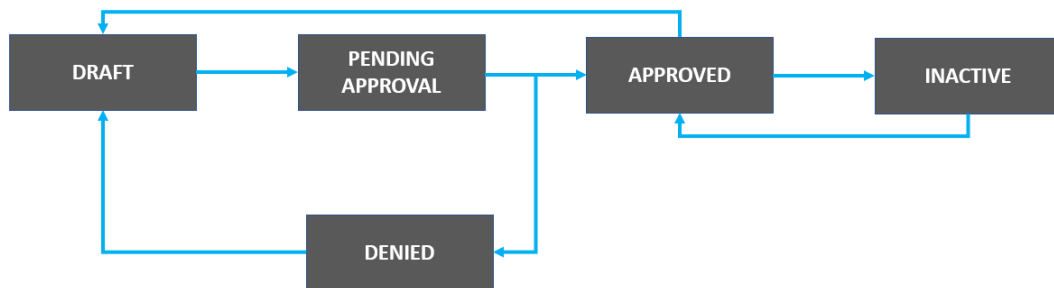 DRAFT
PENDING
APPROVAL
APPROVED
INACTIVE
DENIED